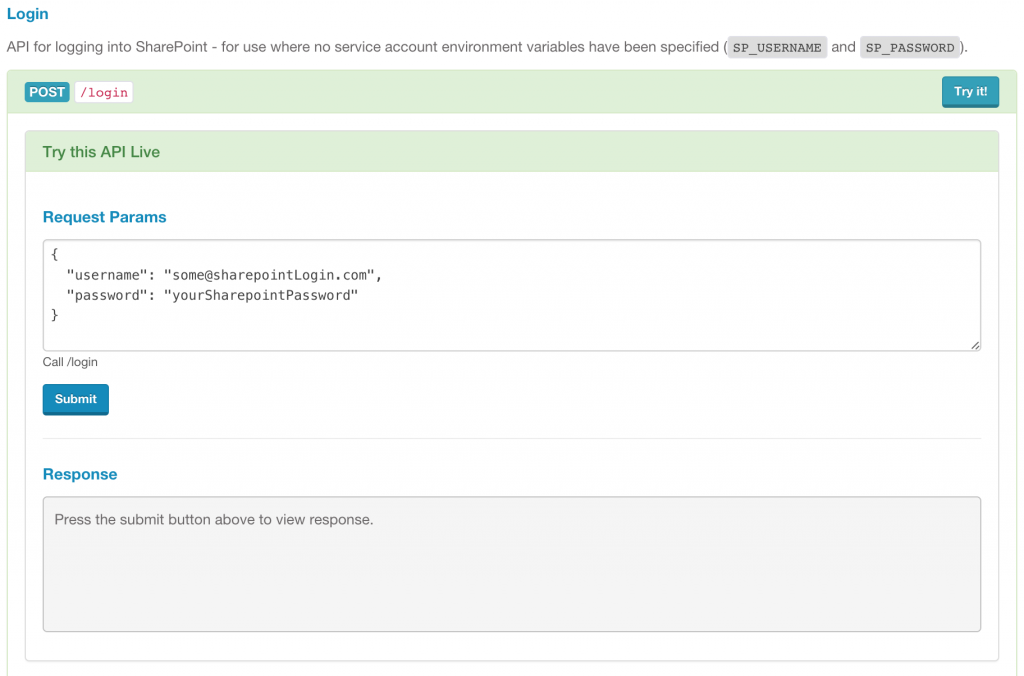 Login
API for logging into SharePoint - for use where no service account environment variables have been specified ( SP_USERNAME and SP_PASSWORD ).
POST /login Try it!
Try this API Live
Request Params
{
  "username": "some@sharepointLogin.com",
  "password": "yourSharepointPassword"
}
Call /login
Submit
Response
Press the submit button above to view response.